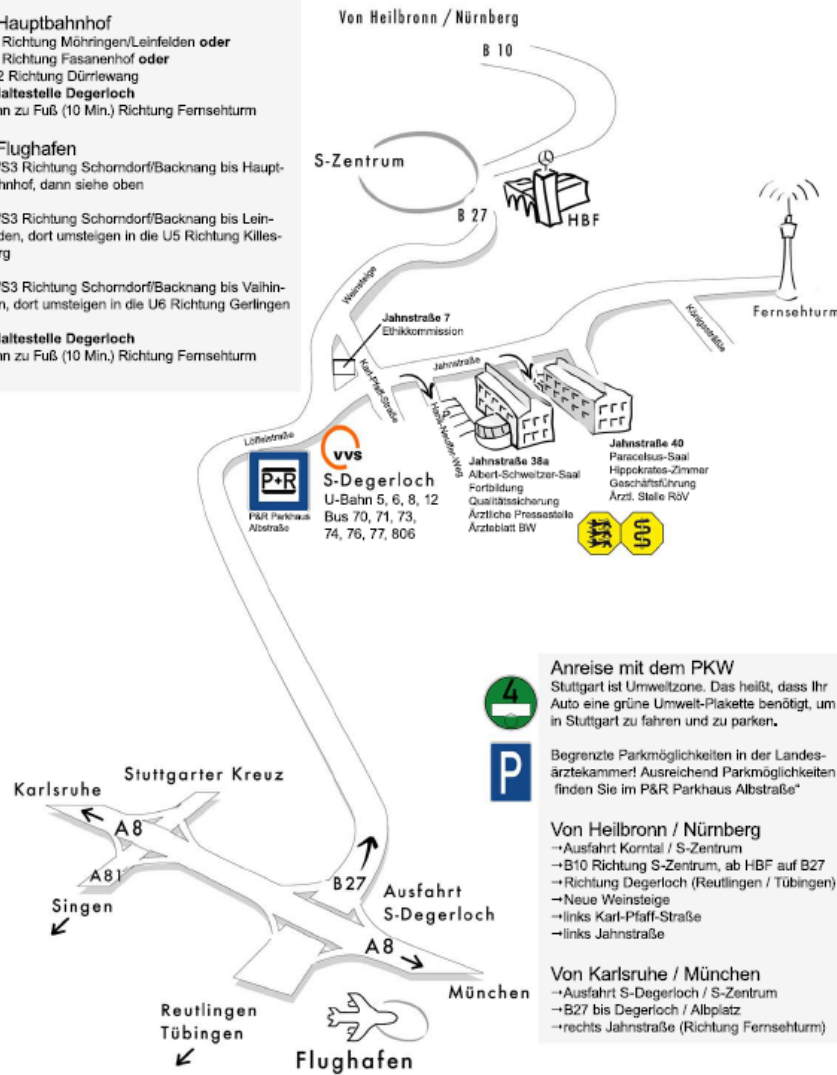 Hauptbahnhof
Richtung Möhringen/Leinfelden oder
Richtung Fasanenhof oder
2 Richtung Dürrlewang
altestelle Degerloch
nn zu Fuß (10 Min.) Richtung Fernsehturm
Flughafen
/S3 Richtung Schorndorf/Backnang bis Haupt-
hnhof, dann siehe oben
/S3 Richtung Schorndorf/Backnang bis Lein-
den, dort umsteigen in die U5 Richtung Killes-
rg
/S3 Richtung Schorndorf/Backnang bis Vaihin-
n, dort umsteigen in die U6 Richtung Gerlingen
altestelle Degerloch
nn zu Fuß (10 Min.) Richtung Fernsehturm
Von Heilbronn / Nürnberg
B 10
S-Zentrum
B 27
HBF
Fernsehturm
Weinsteige
Jahnstraße 7
Ethikkommission
Königssträßle
Karl-Pfaff-Straße
Jahnstraße
Hans-Neuffer-Weg
Löffelstraße
P+R
P&R Parkhaus
Albstraße
VVS
S-Degerloch
U-Bahn 5, 6, 8, 12
Bus 70, 71, 73,
74, 76, 77, 806
Jahnstraße 38a
Albert-Schweitzer-Saal
Fortbildung
Qualitätssicherung
Ärztliche Pressestelle
Ärzteblatt BW
Jahnstraße 40
Paracelsus-Saal
Hippokrates-Zimmer
Geschäftsführung
Ärztl. Stelle RöV
4
Anreise mit dem PKW
Stuttgart ist Umweltzone. Das heißt, dass Ihr
Auto eine grüne Umwelt-Plakette benötigt, um
in Stuttgart zu fahren und zu parken.
P
Begrenzte Parkmöglichkeiten in der Landes-
ärztekammer! Ausreichend Parkmöglichkeiten
finden Sie im P&R Parkhaus Albstraße"
Von Heilbronn / Nürnberg
→Ausfahrt Korntal / S-Zentrum
→B10 Richtung S-Zentrum, ab HBF auf B27
→Richtung Degerloch (Reutlingen / Tübingen)
→Neue Weinsteige
→links Karl-Pfaff-Straße
→links Jahnstraße
Von Karlsruhe / München
→Ausfahrt S-Degerloch / S-Zentrum
→B27 bis Degerloch / Albplatz
→rechts Jahnstraße (Richtung Fernsehturm)
Karlsruhe
Stuttgarter Kreuz
A8
A81
Singen
B27
Ausfahrt
S-Degerloch
A8
München
Reutlingen
Tübingen
Flughafen